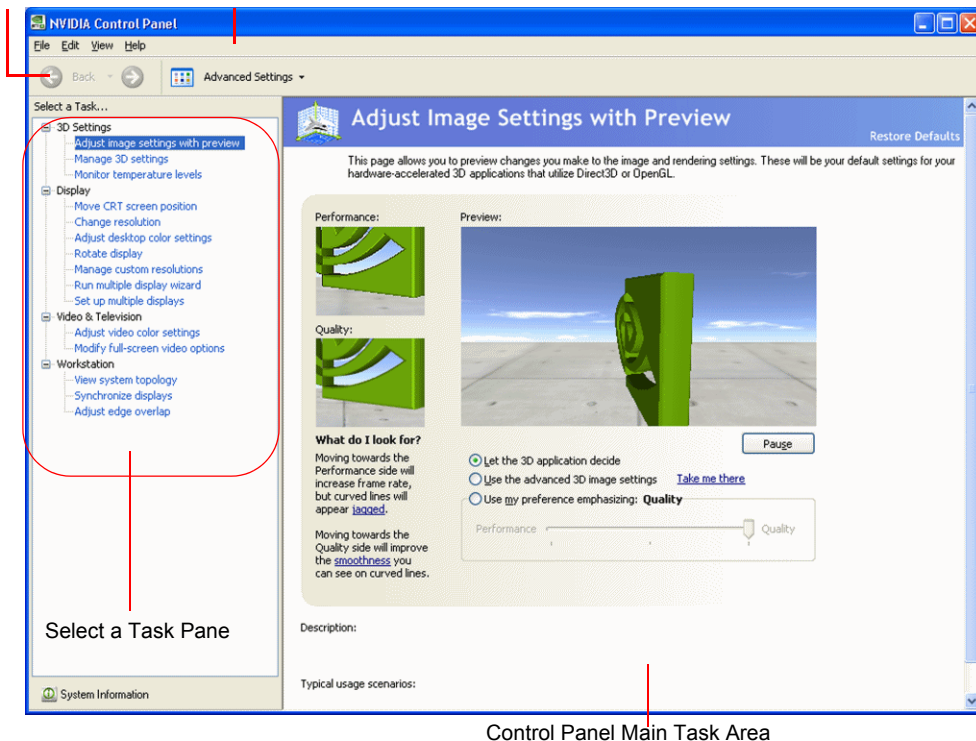 NVIDIA Control Panel
File Edit View Help
Back Advanced Settings
Select a Task...
3D Settings
Adjust image settings with preview
Manage 3D settings
Monitor temperature levels
Display
Move CRT screen position
Change resolution
Adjust desktop color settings
Rotate display
Manage custom resolutions
Run multiple display wizard
Set up multiple displays
Video & Television
Adjust video color settings
Modify full-screen video options
Workstation
View system topology
Synchronize displays
Adjust edge overlap
Select a Task Pane
System Information
Adjust Image Settings with Preview
Restore Defaults
This page allows you to preview changes you make to the image and rendering settings. These will be your default settings for your
hardware-accelerated 3D applications that utilize Direct3D or OpenGL.
Performance:
Quality:
What do I look for?
Moving towards the
Performance side will
increase frame rate,
but curved lines will
appear jagged.
Moving towards the
Quality side will improve
the smoothness you
can see on curved lines.
Preview:
Pause
Let the 3D application decide
Use the advanced 3D image settings Take me there
Use my preference emphasizing: Quality
Performance Quality
Description:
Typical usage scenarios:
Control Panel Main Task Area